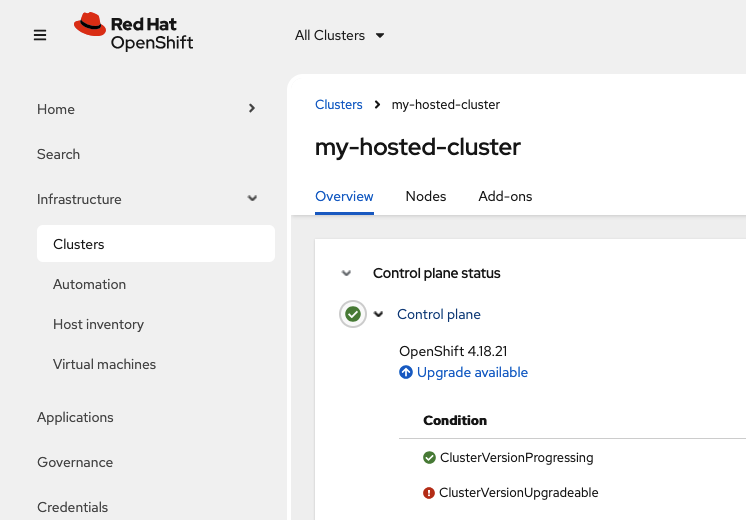 Red Hat
OpenShift
All Clusters
Home
Search
Infrastructure
Clusters
Automation
Host inventory
Virtual machines
Applications
Governance
Credentials
Clusters my-hosted-cluster
my-hosted-cluster
Overview Nodes Add-ons
Control plane status
Control plane
OpenShift 4.18.21
Upgrade available
Condition
ClusterVersionProgressing
ClusterVersionUpgradeable